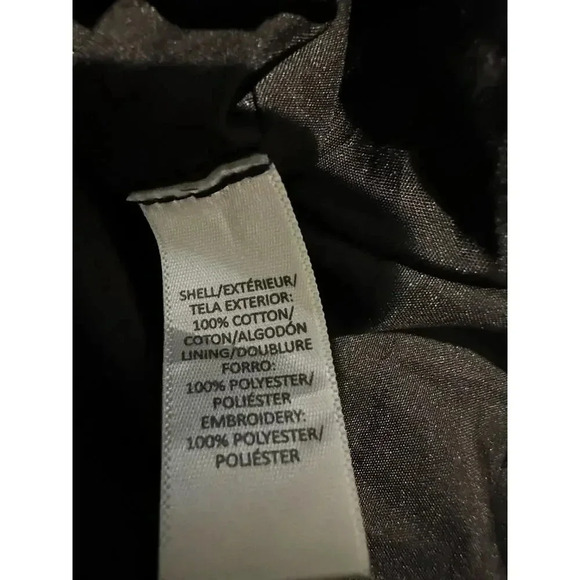 SHELL/EXTÉRIEUR/
TELA EXTERIOR:
100% COTTON/
COTON/ALGODÓN
LINING/DOUBLURE
FORRO:
100% POLYESTER/
POLIÉSTER
EMBROIDERY:
100% POLYESTER/
POLIÉSTER